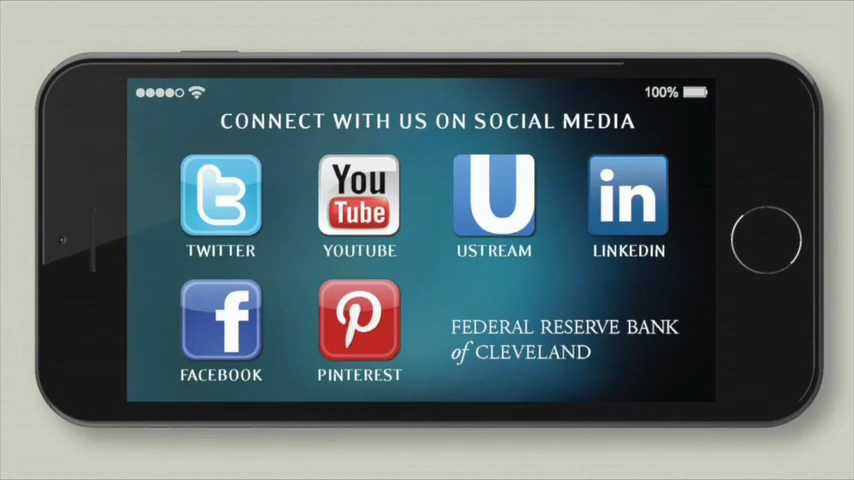 100%
CONNECT WITH US ON SOCIAL MEDIA
t
You
Tube
U
in
TWITTER
YOUTUBE
USTREAM
LINKEDIN
f
P
FEDERAL RESERVE BANK
of CLEVELAND
FACEBOOK
PINTEREST